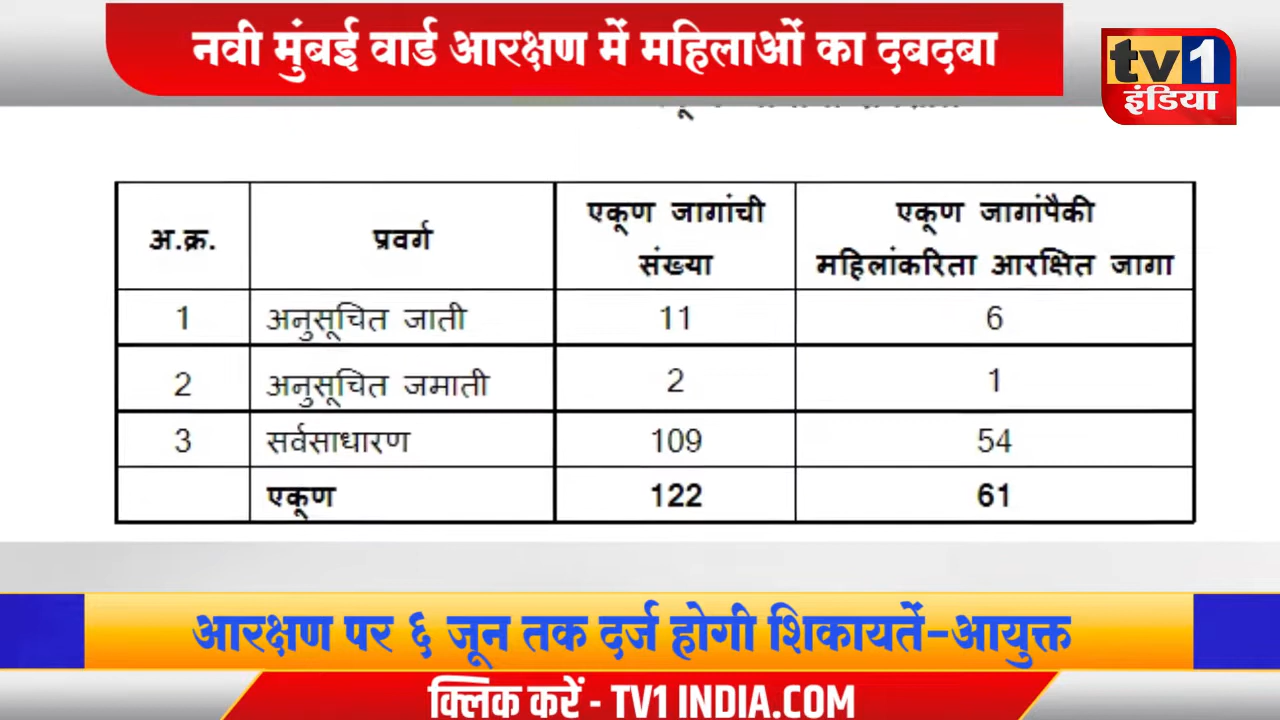 नवी मुंबई वार्ड आरक्षण में महिलाओं का दबदबा
tv1
इंडिया
अ.क्र. प्रवर्ग एकूण जागांची संख्या एकूण जागांपैकी महिलांकरिता आरक्षित जागा
1 अनुसूचित जाती 11 6
2 अनुसूचित जमाती 2 1
3 सर्वसाधारण 109 54
एकूण 122 61
आरक्षण पर ६ जून तक दर्ज होगी शिकायतें-आयुक्त
क्लिक करें - TV1 INDIA.COM